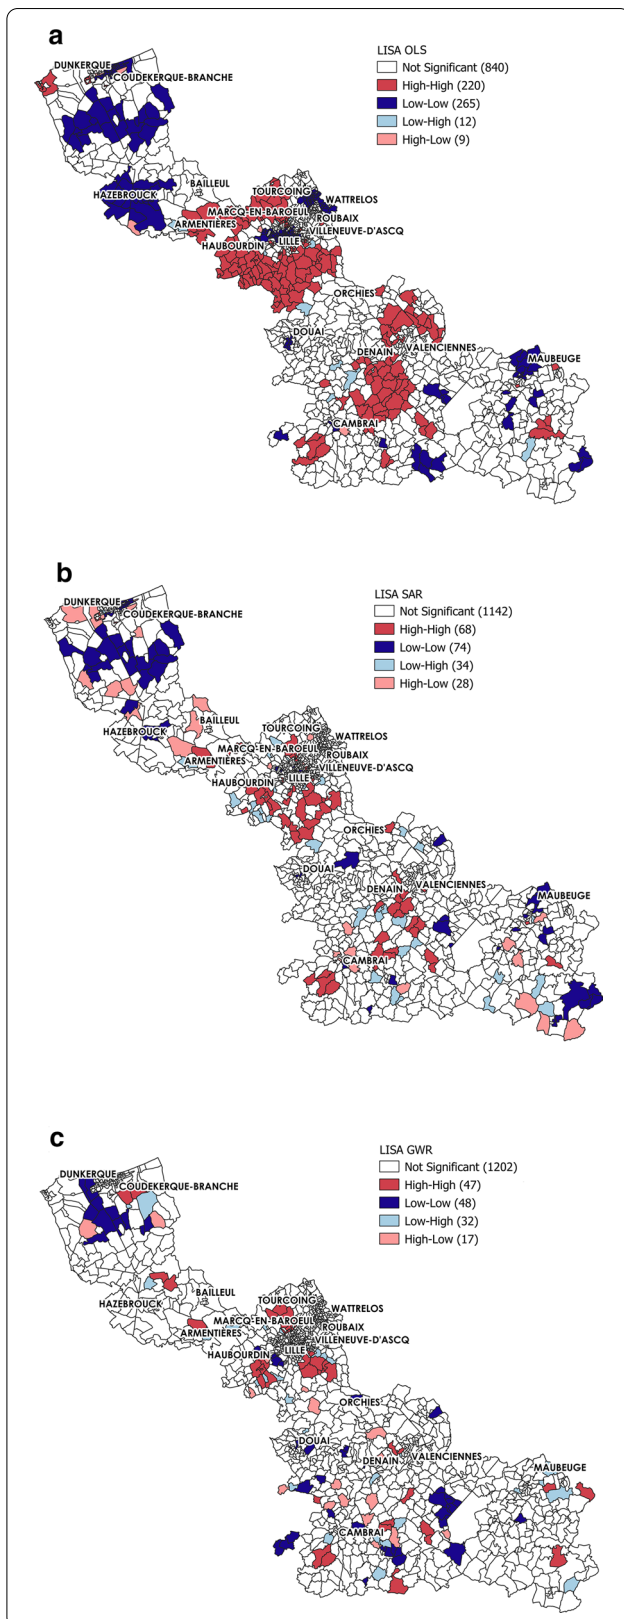 a
LISA OLS
Not Significant (840)
High-High (220)
Low-Low (265)
Low-High (12)
High-Low (9)
DUNKERQUE
COUDEKERQUE-BRANCHE
BAILLEUL
HAZEBROUCK
TOURCOING
WATTRELOS
MARCQ-EN-BAROEUL
ROUBAIX
ARMENTIÈRES
VILLENEUVE-D'ASCQ
HAUBOURDIN
LILLE
ORCHIES
DOUAI
DENAIN
VALENCIENNES
MAUBEUGE
CAMBRAI
b
LISA SAR
Not Significant (1142)
High-High (68)
Low-Low (74)
Low-High (34)
High-Low (28)
DUNKERQUE
COUDEKERQUE-BRANCHE
BAILLEUL
HAZEBROUCK
TOURCOING
WATTRELOS
MARCQ-EN-BAROEUL
ROUBAIX
ARMENTIÈRES
VILLENEUVE-D'ASCQ
HAUBOURDIN
LILLE
ORCHIES
DOUAI
DENAIN
VALENCIENNES
MAUBEUGE
CAMBRAI
c
LISA GWR
Not Significant (1202)
High-High (47)
Low-Low (48)
Low-High (32)
High-Low (17)
DUNKERQUE
COUDEKERQUE-BRANCHE
BAILLEUL
HAZEBROUCK
TOURCOING
WATTRELOS
MARCQ-EN-BAROEUL
ROUBAIX
ARMENTIÈRES
VILLENEUVE-D'ASCQ
HAUBOURDIN
LILLE
ORCHIES
DOUAI
DENAIN
VALENCIENNES
MAUBEUGE
CAMBRAI